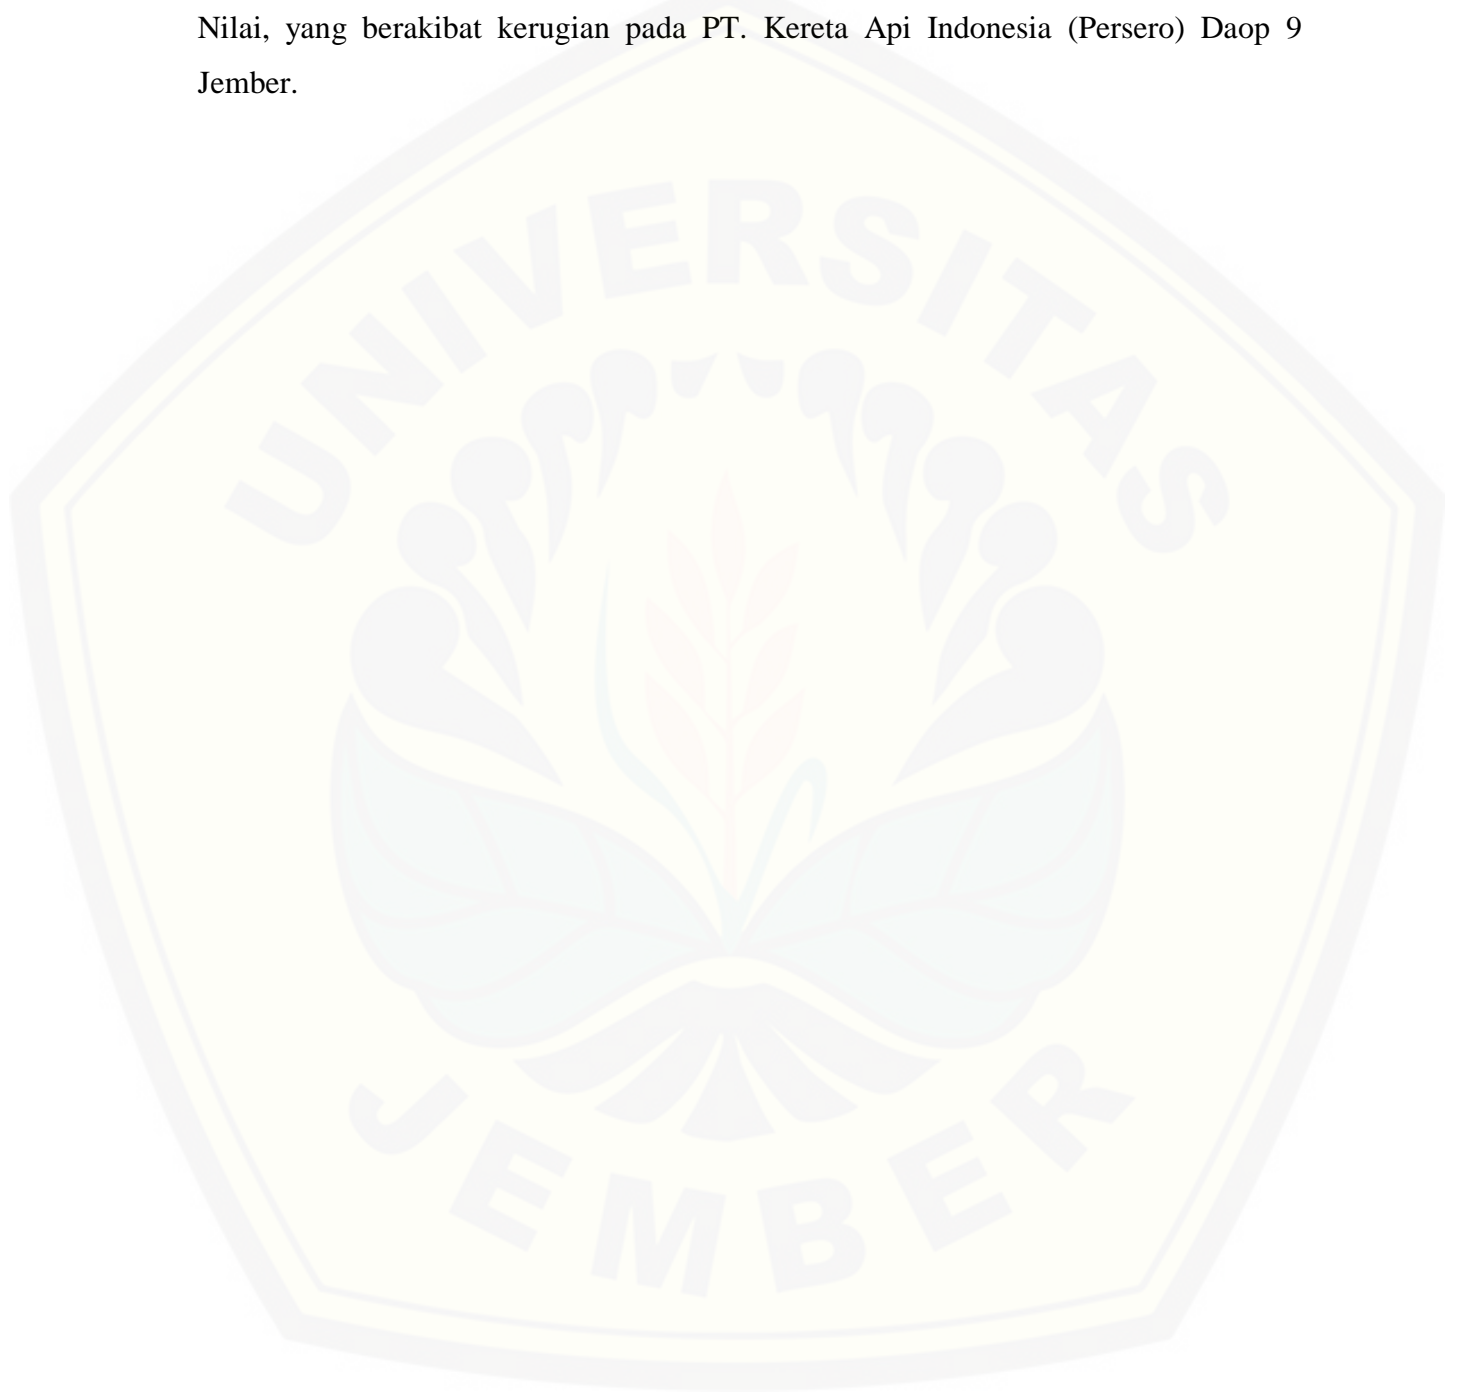 Nilai, yang berakibat kerugian pada PT. Kereta Api Indonesia (Persero) Daop 9
Jember.
UNIVERSITAS
JEMBER